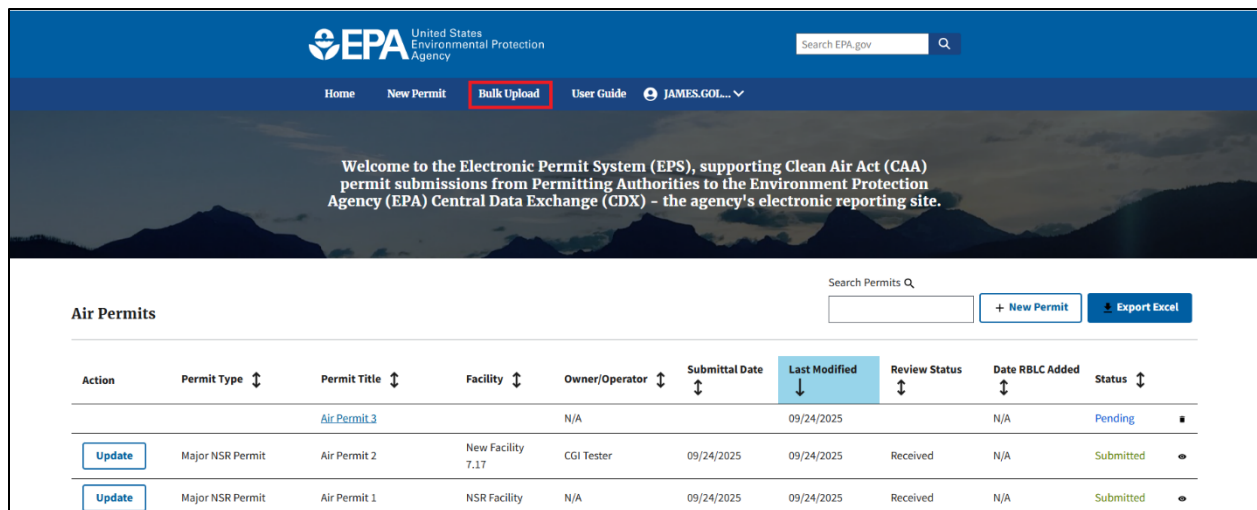 EPA
United States
Environmental Protection
Agency
Search EPA.gov
Home New Permit Bulk Upload User Guide JAMES.GOL...
Welcome to the Electronic Permit System (EPS), supporting Clean Air Act (CAA)
permit submissions from Permitting Authorities to the Environment Protection
Agency (EPA) Central Data Exchange (CDX) - the agency's electronic reporting site.
Search Permits
Air Permits
+ New Permit Export Excel
Action Permit Type Permit Title Facility Owner/Operator Submittal Date Last Modified Review Status Date RBLC Added Status
Air Permit 3 N/A 09/24/2025 N/A Pending
Update Major NSR Permit Air Permit 2 New Facility 7.17 CGI Tester 09/24/2025 09/24/2025 Received N/A Submitted
Update Major NSR Permit Air Permit 1 NSR Facility N/A 09/24/2025 09/24/2025 Received N/A Submitted